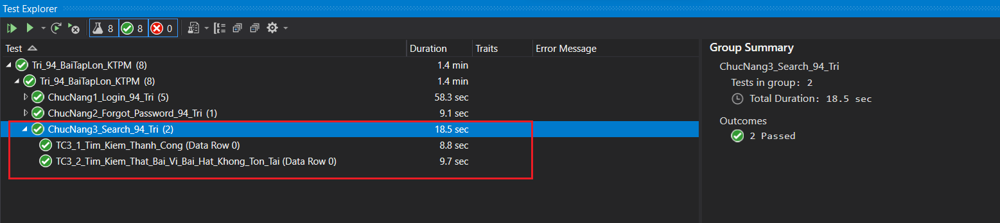 Test Explorer
8 8 0
Test Duration Traits Error Message
Tri_94_BaiTapLon_KTPM (8) 1.4 min
Tri_94_BaiTapLon_KTPM (8) 1.4 min
ChucNang1_Login_94_Tri (5) 58.3 sec
ChucNang2_Forgot_Password_94_Tri (1) 9.1 sec
ChucNang3_Search_94_Tri (2) 18.5 sec
TC3_1_Tim_Kiem_Thanh_Cong (Data Row 0) 8.8 sec
TC3_2_Tim_Kiem_That_Bai_Vi_Bai_Hat_Khong_Ton_Tai (Data Row 0) 9.7 sec
Group Summary
ChucNang3_Search_94_Tri
Tests in group: 2
Total Duration: 18.5 sec
Outcomes
2 Passed